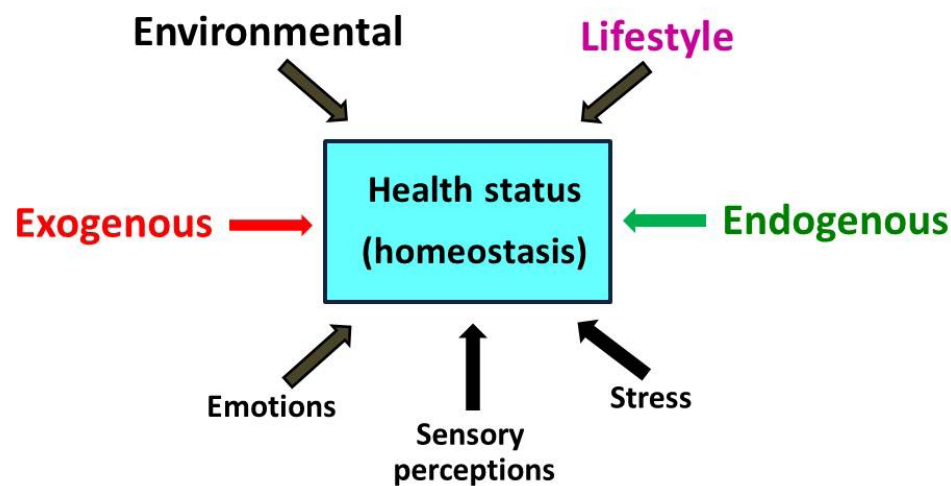 Environmental
Lifestyle
Health status
(homeostasis)
Exogenous
Endogenous
Emotions
Sensory
perceptions
Stress